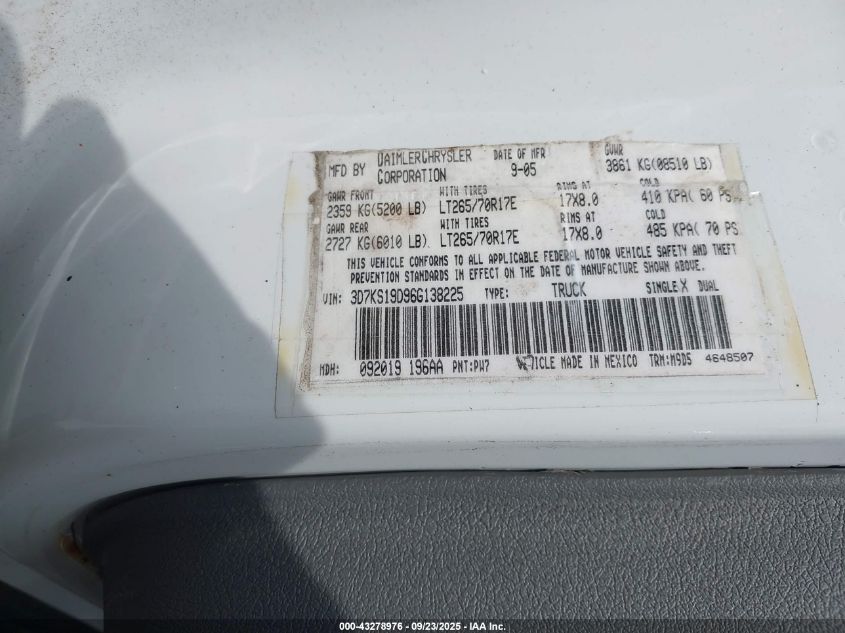 MFD BY DAIMLERCHRYSLER CORPORATION DATE OF MFR 9-05 GVWR 3861 KG(08510 LB)
GAWR FRONT WITH TIRES RIMS AT COLD
2359 KG(5200 LB) LT265/70R17E 17X8.0 410 KPA( 60 PS
GAWR REAR WITH TIRES RIMS AT COLD
2727 KG(6010 LB) LT265/70R17E 17X8.0 485 KPA( 70 PS
THIS VEHICLE CONFORMS TO ALL APPLICABLE FEDERAL MOTOR VEHICLE SAFETY AND THEFT
PREVENTION STANDARDS IN EFFECT ON THE DATE OF MANUFACTURE SHOWN ABOVE.
VIN: 3D7KS19D96G138225 TYPE: TRUCK SINGLE X DUAL
MDH: 092019 196AA PNT:PW7 VEHICLE MADE IN MEXICO TRM:M9D5 4648507
000-43278976 - 09/23/2025 - IAA Inc.